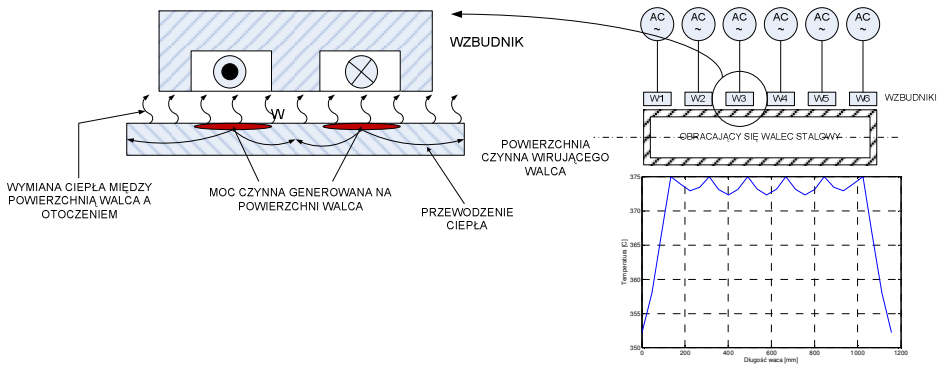 WZBUDNIK
W
WYMIANA CIEPŁA MIĘDZY
POWIERZCHNIĄ WALCA A
OTOCZENIEM
MOC CZYNNA GENEROWANA NA
POWIERZCHNI WALCA
PRZEWODZENIE
CIEPŁA
AC
~
AC
~
AC
~
AC
~
AC
~
AC
~
W1 W2 W3 W4 W5 W6
WZBUDNIKI
OBRACAJĄCY SIĘ WALEC STALOWY
POWIERZCHNIA
CZYNNA WIRUJĄCEGO
WALCA
375
370
365
360
355
350
Temperatura [C]
0 200 400 600 800 1000 1200
Długość waca [mm]